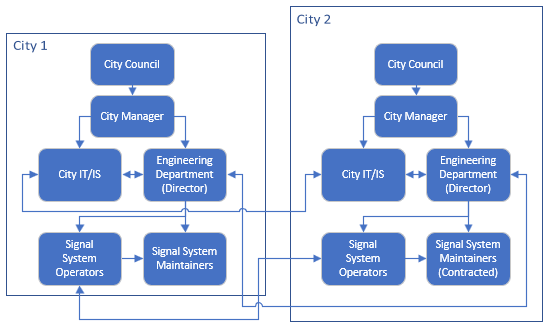 City 1
City Council
City Manager
City IT/IS
Engineering
Department
(Director)
Signal
System
Operators
Signal System
Maintainers
City 2
City Council
City Manager
City IT/IS
Engineering
Department
(Director)
Signal
System
Operators
Signal System
Maintainers
(Contracted)